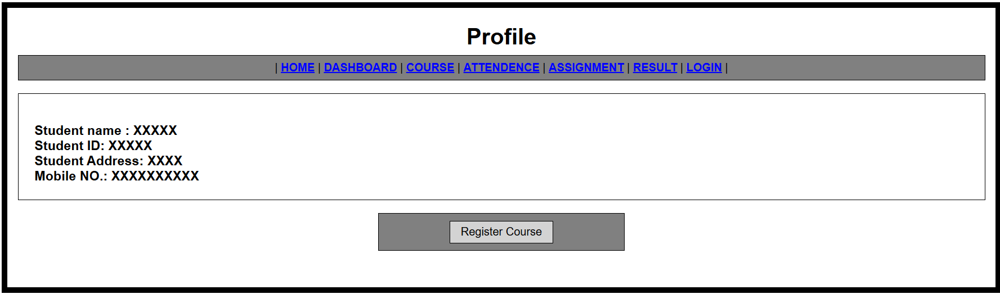 Profile
| HOME | DASHBOARD | COURSE | ATTENDENCE | ASSIGNMENT | RESULT | LOGIN |
Student name : XXXXX
Student ID: XXXXX
Student Address: XXXX
Mobile NO.: XXXXXXXXXX
Register Course